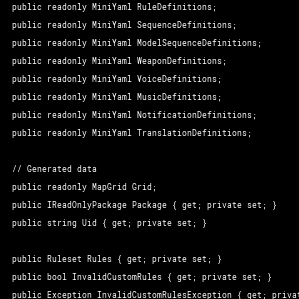 public readonly MiniYaml RuleDefinitions;
public readonly MiniYaml SequenceDefinitions;
public readonly MiniYaml ModelSequenceDefinitions;
public readonly MiniYaml WeaponDefinitions;
public readonly MiniYaml VoiceDefinitions;
public readonly MiniYaml MusicDefinitions;
public readonly MiniYaml NotificationDefinitions;
public readonly MiniYaml TranslationDefinitions;
// Generated data
public readonly MapGrid Grid;
public IReadOnlyPackage Package { get; private set; }
public string Uid { get; private set; }
public Ruleset Rules { get; private set; }
public bool InvalidCustomRules { get; private set; }
public Exception InvalidCustomRulesException { get; privat